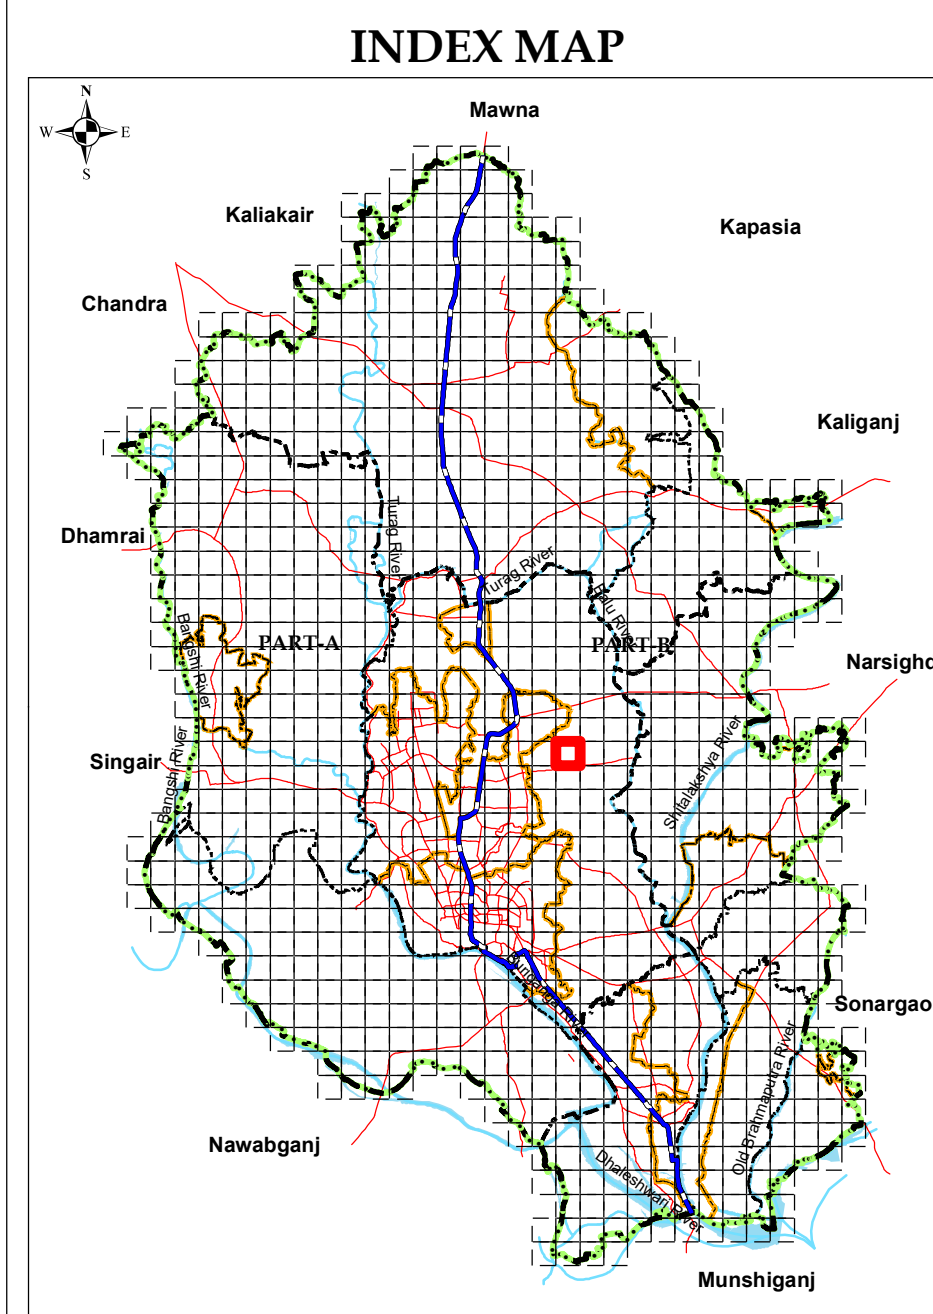 INDEX MAP
N
W E
S
Mawna
Kaliakair
Kapasia
Chandra
Kaliganj
Dhamrai
Turag River
Turag River
Balu River
Bangshi River
PART-A
PART-B
Narsighd
Singair
Bangshi River
Shitalakshya River
Buriganga River
Sonargao
Old Brahmaputra River
Nawabganj
Dhaleshwari River
Munshiganj